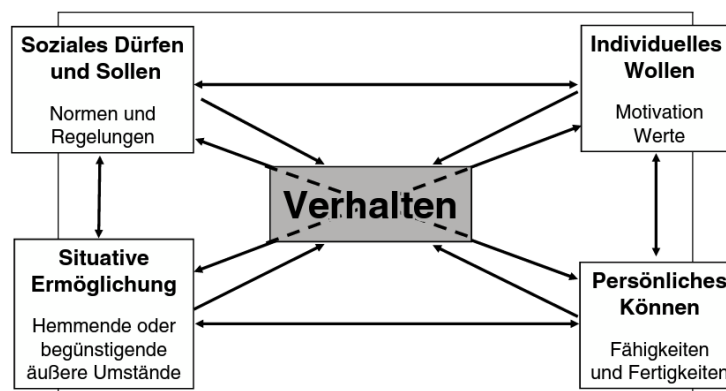 Soziales Dürfen
und Sollen
Normen und
Regelungen
Individuelles
Wollen
Motivation
Werte
Verhalten
Situative
Ermöglichung
Hemmende oder
begünstigende
äußere Umstände
Persönliches
Können
Fähigkeiten
und Fertigkeiten